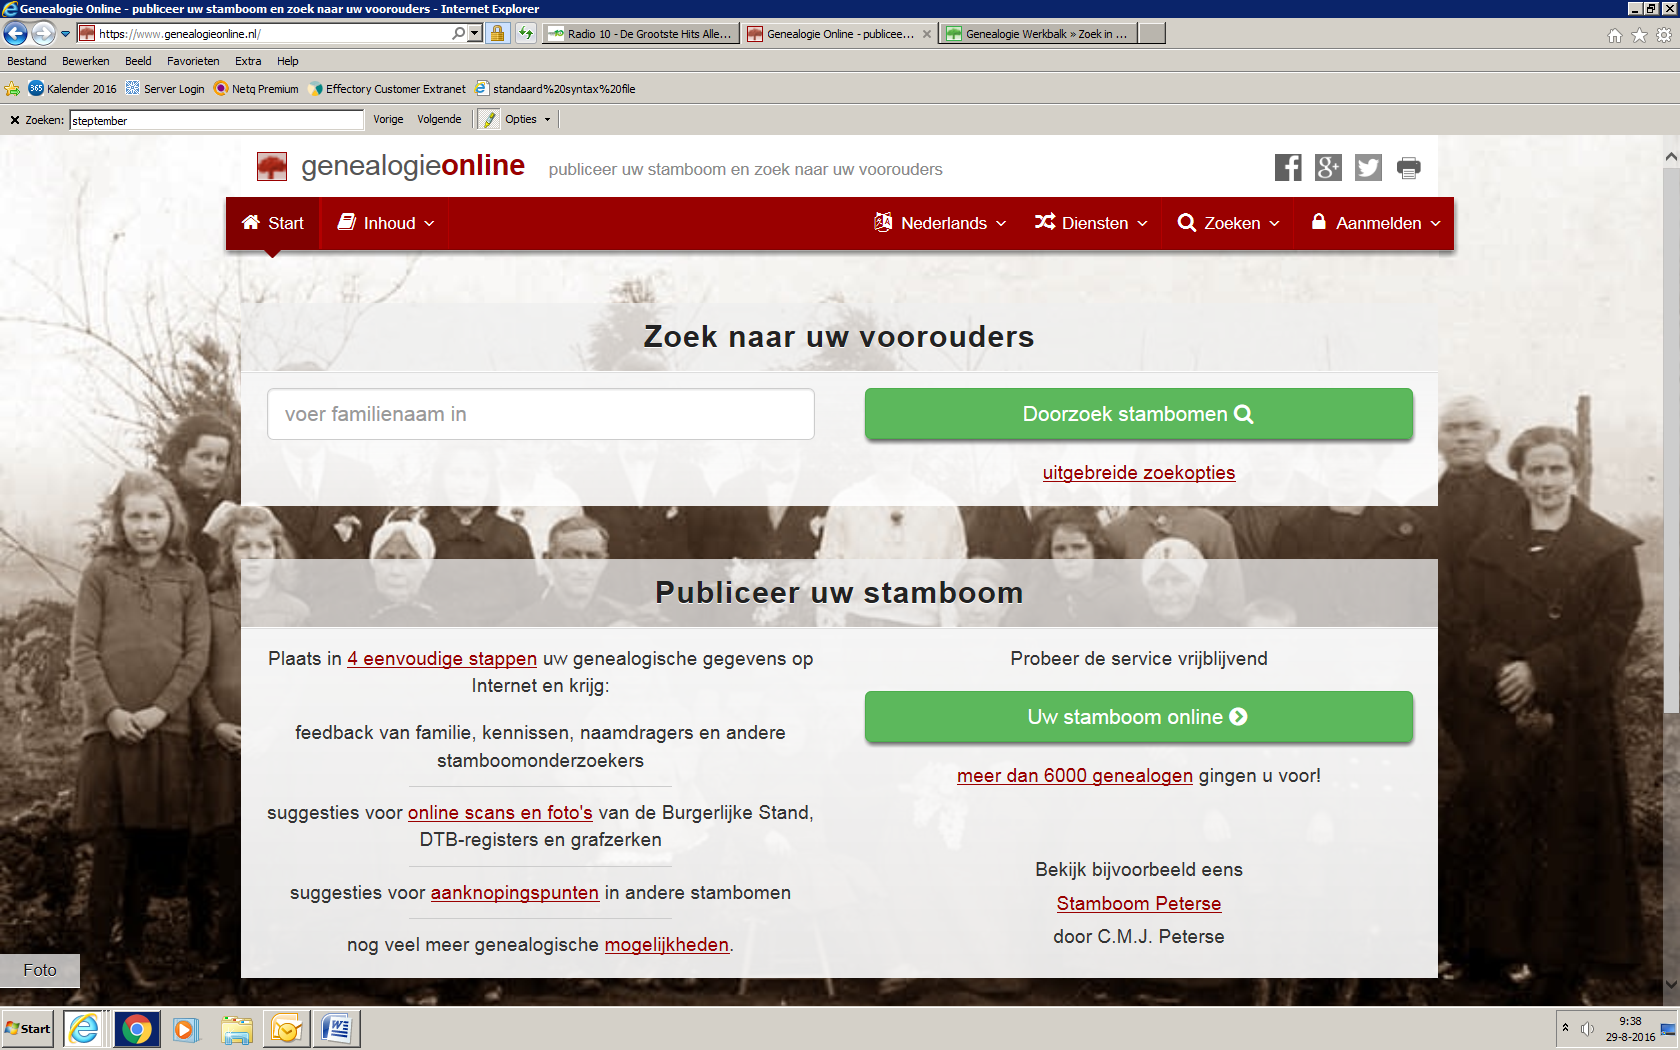 Genealogie Online - publiceer uw stamboom en zoek naar uw voorouders - Internet Explorer
https://www.genealogieonline.nl/
Radio 10 - De Grootste Hits Alle...
Genealogie Online - publicee...
Genealogie Werkbalk » Zoek in ...
Bestand Bewerken Beeld Favorieten Extra Help
365 Kalender 2016 Server Login Netq Premium Effectory Customer Extranet standaard%20syntax%20file
Zoeken: steptember Vorige Volgende Opties
genealogieonline publiceer uw stamboom en zoek naar uw voorouders
Start Inhoud Nederlands Diensten Zoeken Aanmelden
Zoek naar uw voorouders
voer familienaam in
Doorzoek stambomen
uitgebreide zoekopties
Publiceer uw stamboom
Plaats in 4 eenvoudige stappen uw genealogische gegevens op
Internet en krijg:
feedback van familie, kennissen, naamdragers en andere
stamboomonderzoekers
suggesties voor online scans en foto's van de Burgerlijke Stand,
DTB-registers en grafzerken
suggesties voor aanknopingspunten in andere stambomen
nog veel meer genealogische mogelijkheden.
Probeer de service vrijblijvend
Uw stamboom online
meer dan 6000 genealogen gingen u voor!
Bekijk bijvoorbeeld eens
Stamboom Peterse
door C.M.J. Peterse
Foto
Start
9:38
29-8-2016